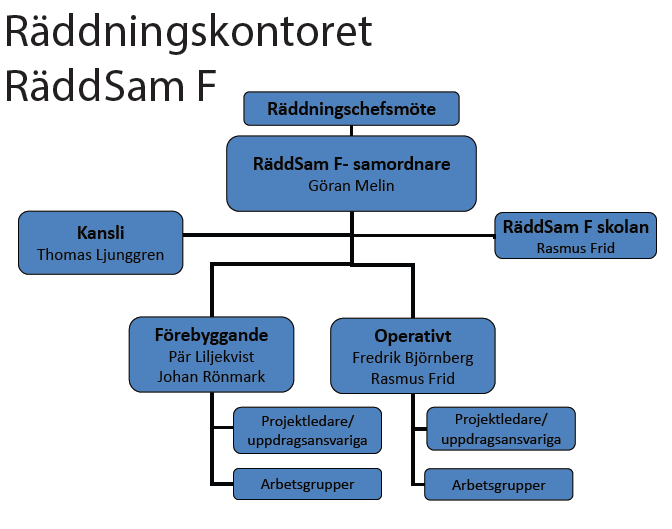 Räddningskontoret
RäddSam F
Räddningschefsmöte
RäddSam F- samordnare
Göran Melin
Kansli
Thomas Ljunggren
RäddSam F skolan
Rasmus Frid
Förebyggande
Pär Liljekvist
Johan Rönmark
Operativt
Fredrik Björnberg
Rasmus Frid
Projektledare/
uppdragsansvariga
Arbetsgrupper
Projektledare/
uppdragsansvariga
Arbetsgrupper